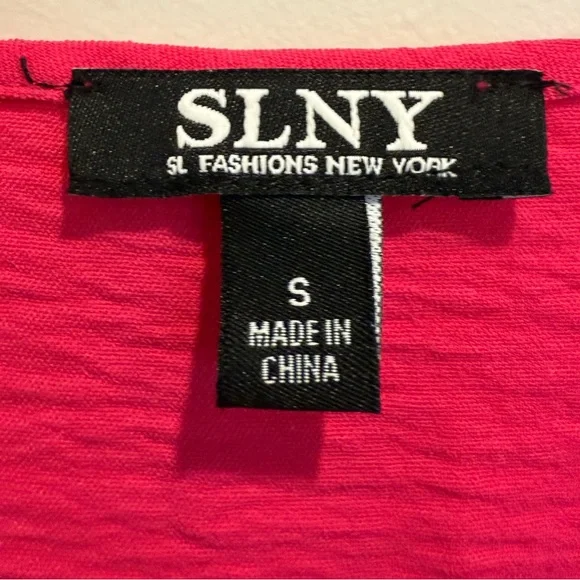 SLNY
SL FASHIONS NEW YORK
S
MADE IN
CHINA